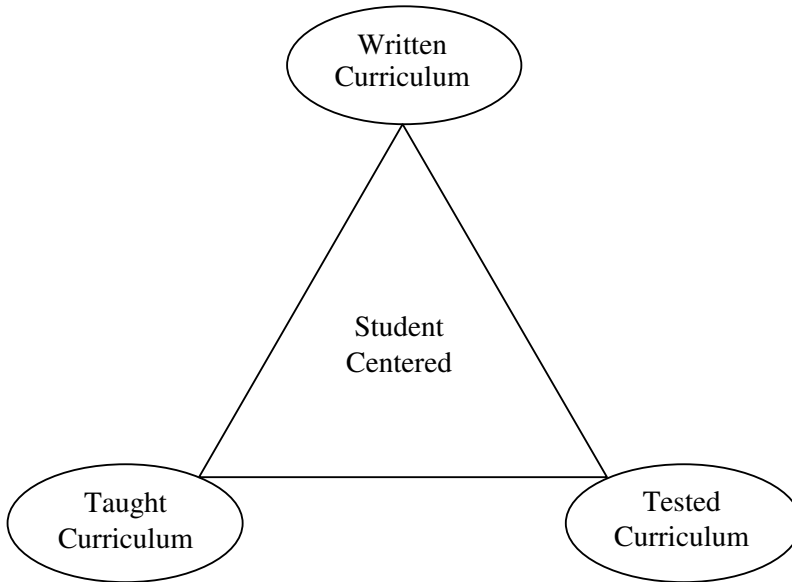 Written
Curriculum
Student
Centered
Taught
Curriculum
Tested
Curriculum